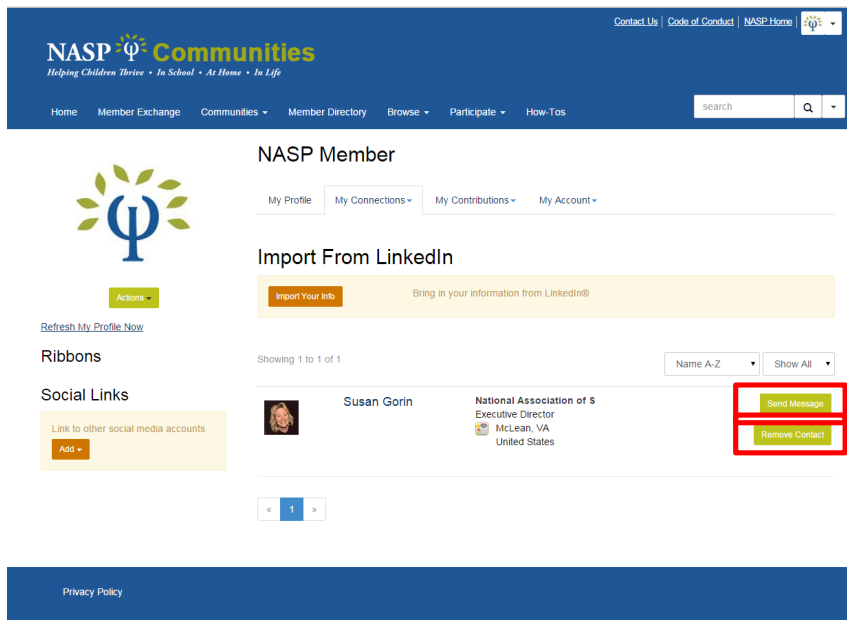 Contact Us | Code of Conduct | NASP Home |
NASP Communities
Helping Children Thrive • In School • At Home • In Life
Home Member Exchange Communities Member Directory Browse Participate How-Tos search
NASP Member
My Profile My Connections My Contributions My Account
Import From LinkedIn
Import Your Info Bring in your information from LinkedIn®
Actions
Refresh My Profile Now
Ribbons
Showing 1 to 1 of 1 Name A-Z Show All
Social Links
Link to other social media accounts
Add
Susan Gorin National Association of S Send Message
Executive Director
McLean, VA Remove Contact
United States
« 1 »
Privacy Policy